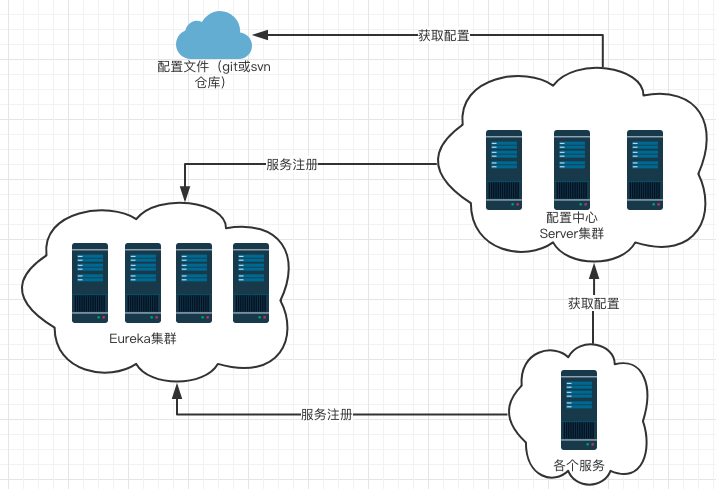 获取配置
配置文件（git或svn
仓库）
服务注册
配置中心
Server集群
获取配置
Eureka集群
服务注册
各个服务